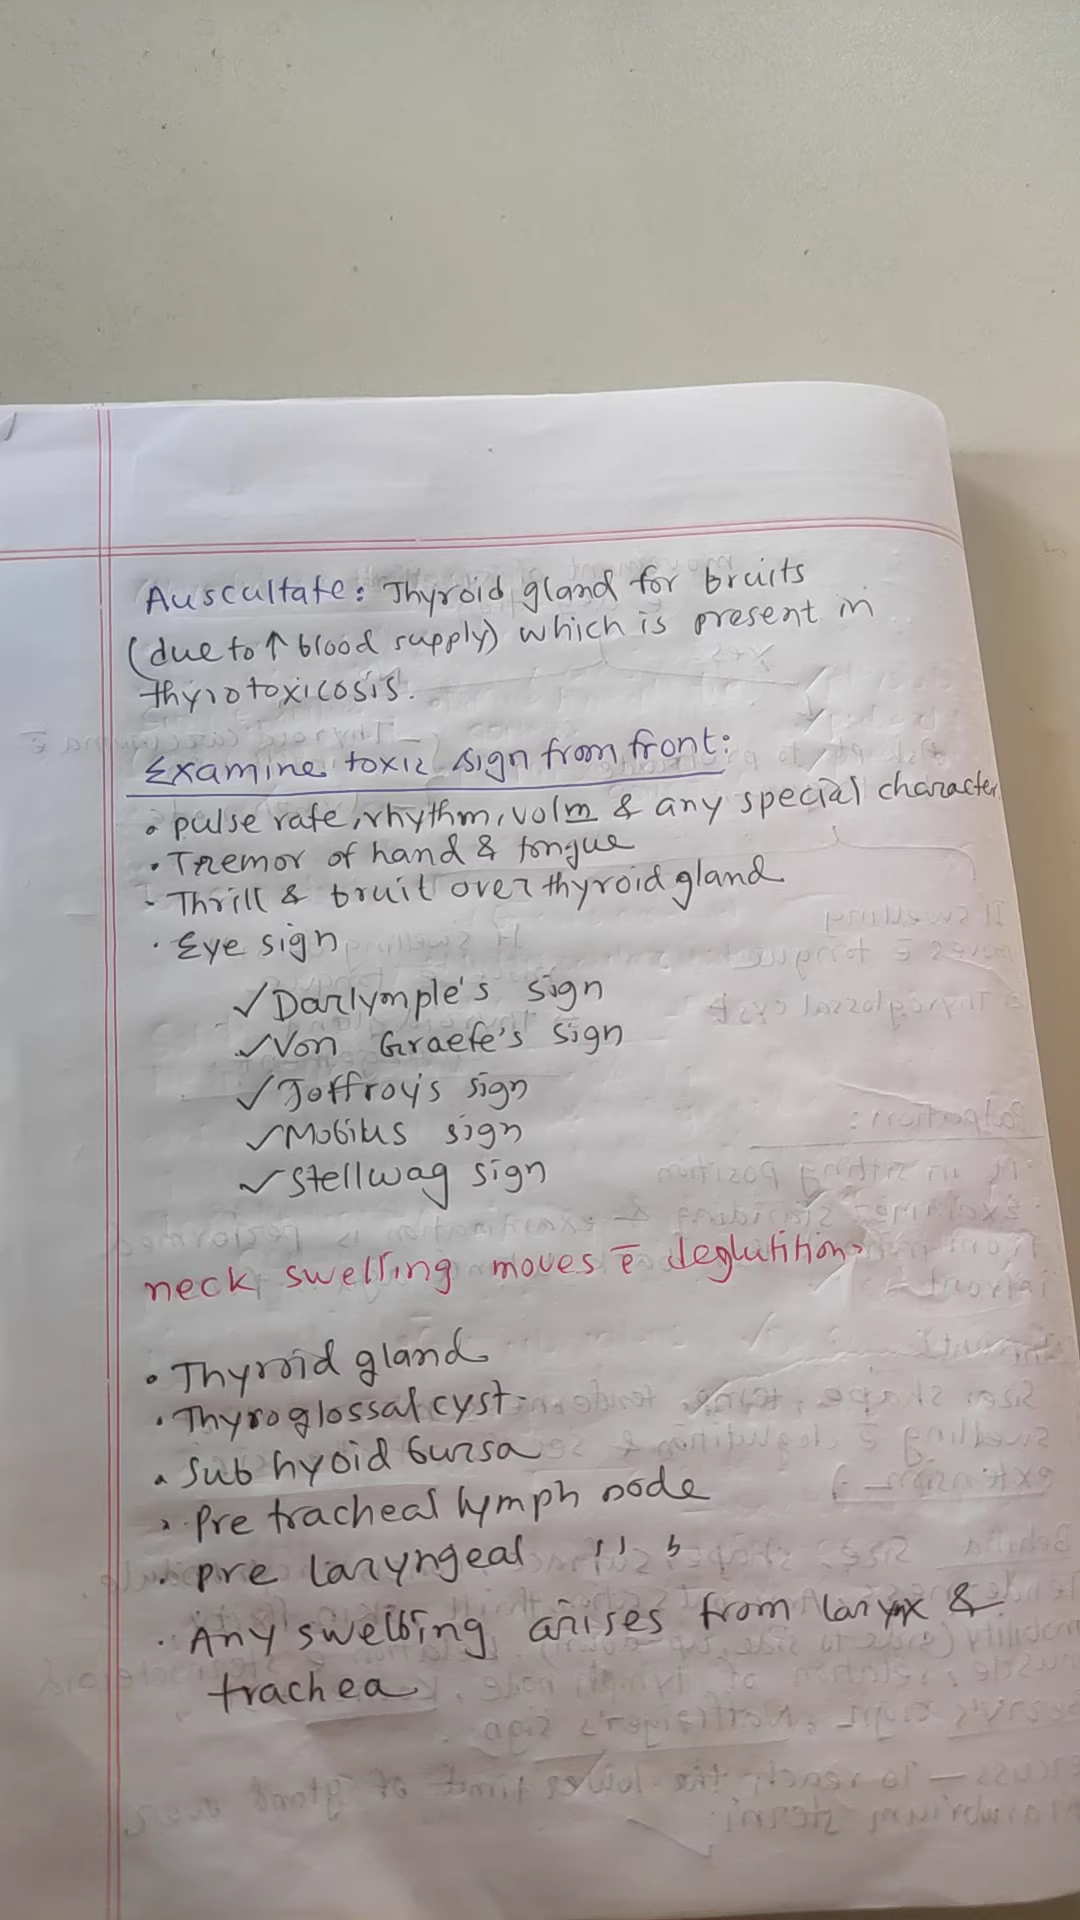 Auscultate: Thyroid gland for bruits
(due to ↑ blood supply) which is present in
thyrotoxicosis.
Examine toxic sign from front:
• pulse rate, rhythm, volm & any special character
• Tremor of hand & tongue
- Thrill & bruit over thyroid gland
• Eye sign
✓ Darlymple's sign
✓ Von Graefe's sign
✓ Joffroy's sign
✓ Mobius sign
✓ Stellwag sign
neck swelling moves c̄ deglutition
• Thyroid gland
• Thyroglossal cyst
• Sub hyoid bursa
• Pre tracheal lymph node
• pre laryngeal " "
• Any swelling arises from larynx &
trachea